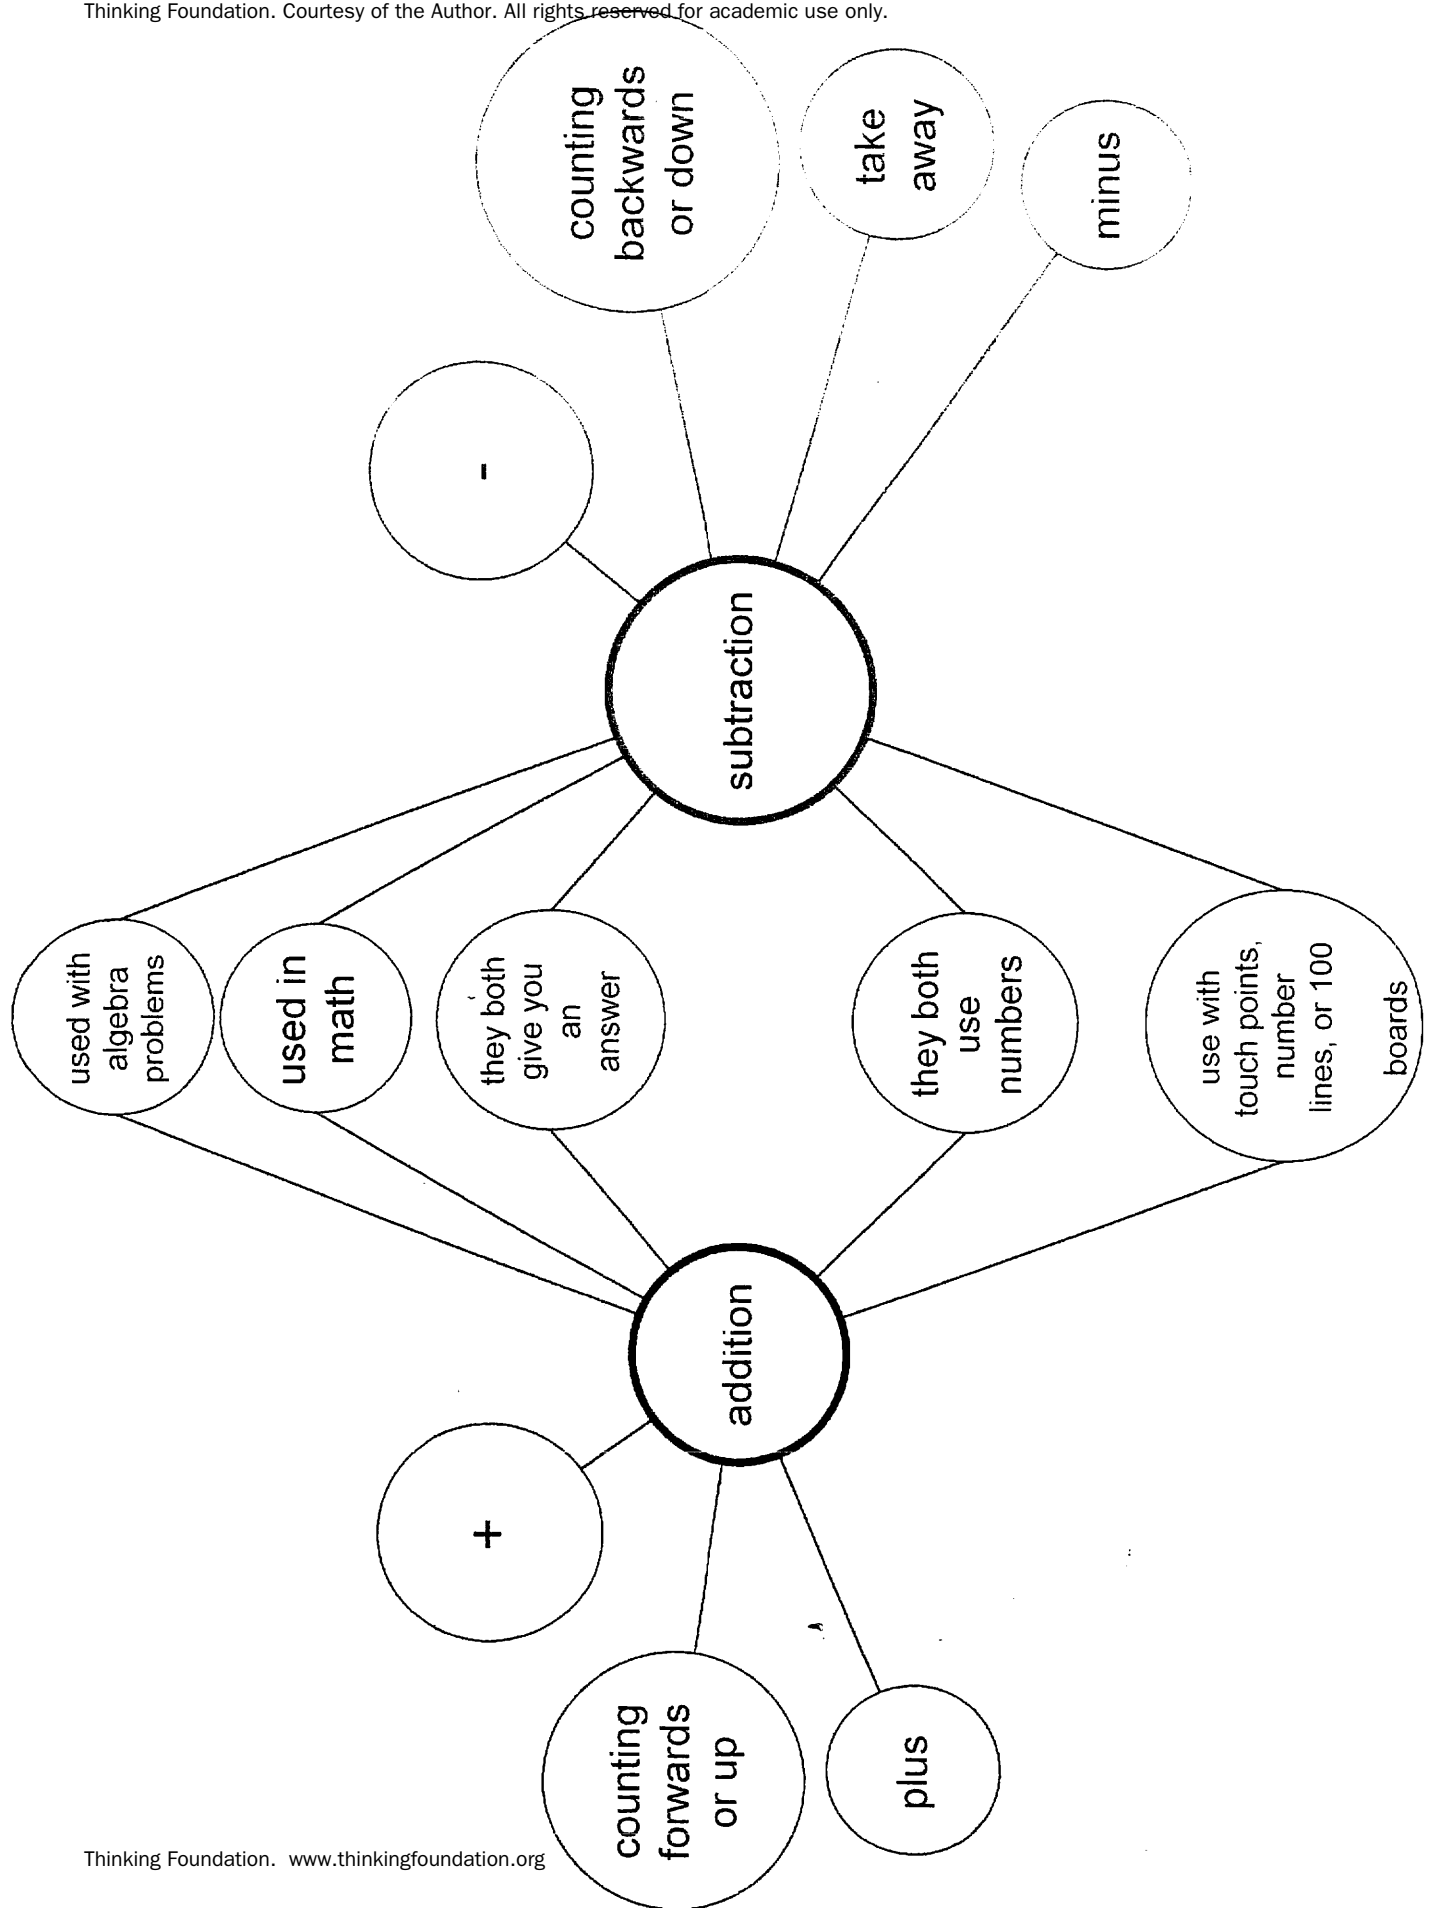 Thinking Foundation. Courtesy of the Author. All rights reserved for academic use only.
counting
backwards
or down
take
away
minus
-
subtraction
used with
algebra
problems
used in
math
they both
give you
an
answer
they both
use
numbers
use with
touch points,
number
lines, or 100
boards
addition
+
counting
forwards
or up
plus
Thinking Foundation. www.thinkingfoundation.org